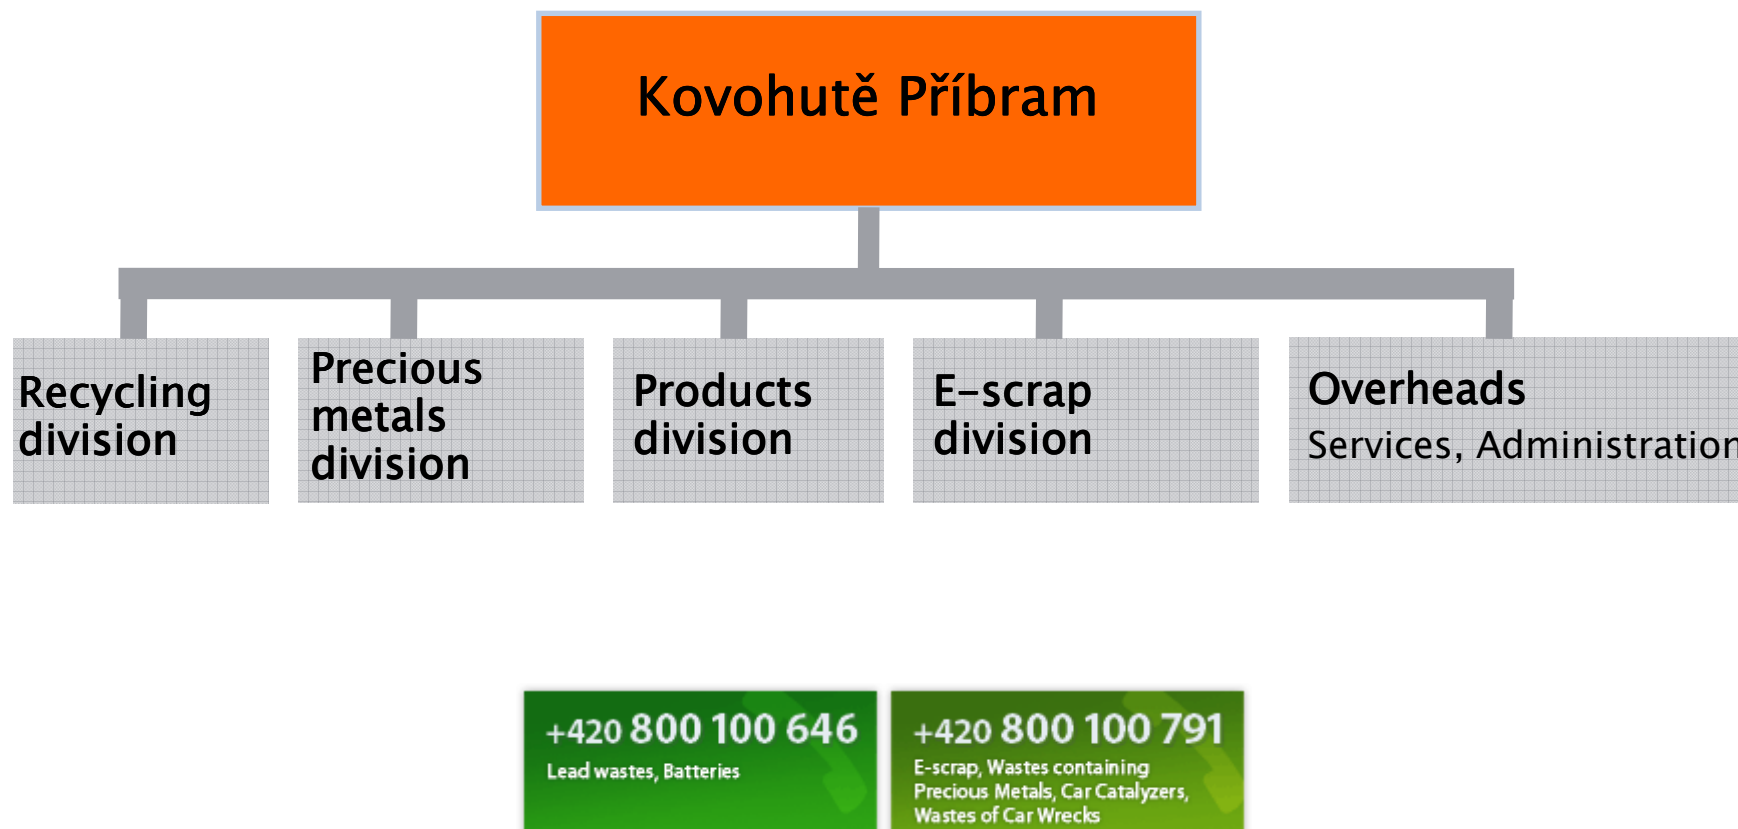 Kovohutě Příbram
Recycling
division
Precious
metals
division
Products
division
E-scrap
division
Overheads
Services, Administration
+420 800 100 646
Lead wastes, Batteries
+420 800 100 791
E-scrap, Wastes containing
Precious Metals, Car Catalyzers,
Wastes of Car Wrecks